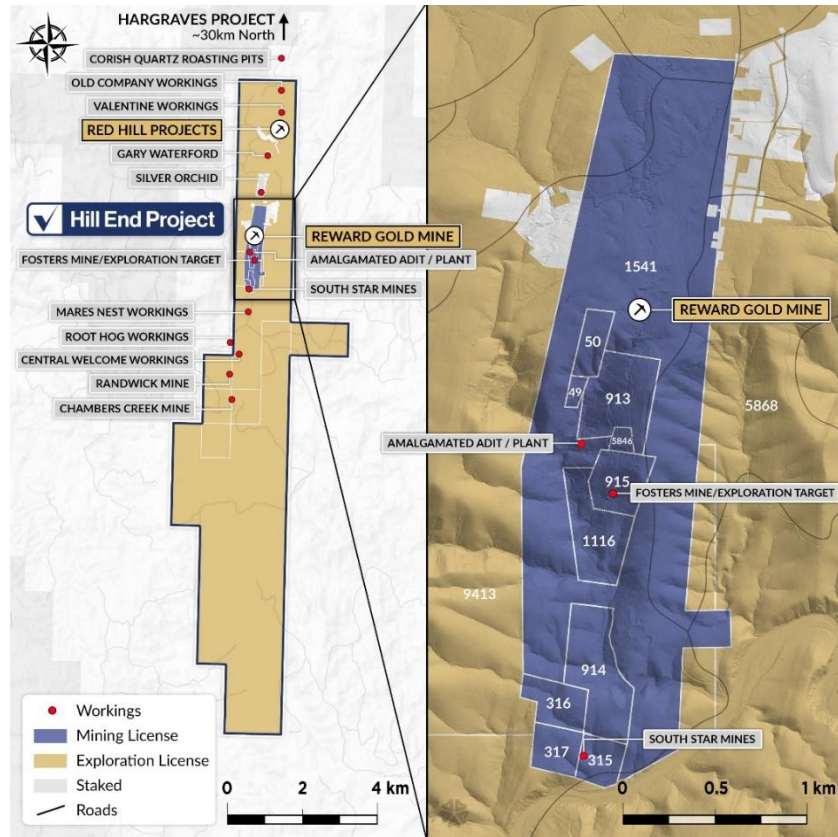 HARGRAVES PROJECT
~30km North
CORISH QUARTZ ROASTING PITS
OLD COMPANY WORKINGS
VALENTINE WORKINGS
RED HILL PROJECTS
GARY WATERFORD
SILVER ORCHID
Hill End Project
REWARD GOLD MINE
FOSTERS MINE/EXPLORATION TARGET
AMALGAMATED ADIT / PLANT
SOUTH STAR MINES
MARES NEST WORKINGS
ROOT HOG WORKINGS
CENTRAL WELCOME WORKINGS
RANDWICK MINE
CHAMBERS CREEK MINE
Workings
Mining License
Exploration License
Staked
Roads
0 2 4 km
1541
REWARD GOLD MINE
50
49
913
5868
AMALGAMATED ADIT / PLANT
5846
915
FOSTERS MINE/EXPLORATION TARGET
1116
9413
914
316
SOUTH STAR MINES
317
315
0 0.5 1 km